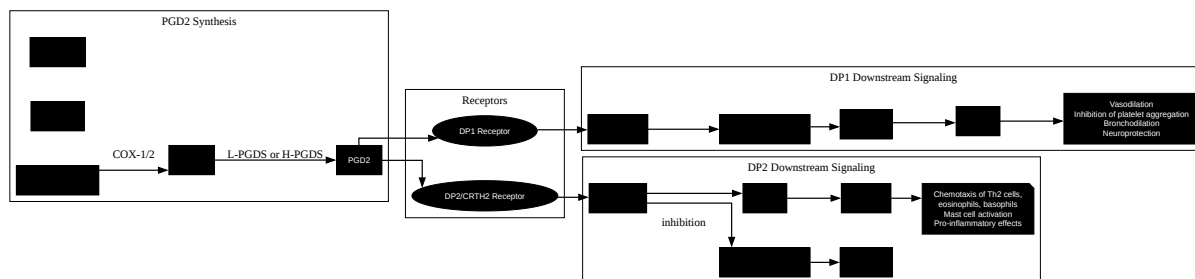 PGD2 Synthesis
COX-1/2
L-PGDS or H-PGDS
PGD2
Receptors
DP1 Receptor
DP2/CRTH2 Receptor
DP1 Downstream Signaling
Vasodilation
Inhibition of platelet aggregation
Bronchodilation
Neuroprotection
DP2 Downstream Signaling
inhibition
Chemotaxis of Th2 cells,
eosinophils, basophils
Mast cell activation
Pro-inflammatory effects